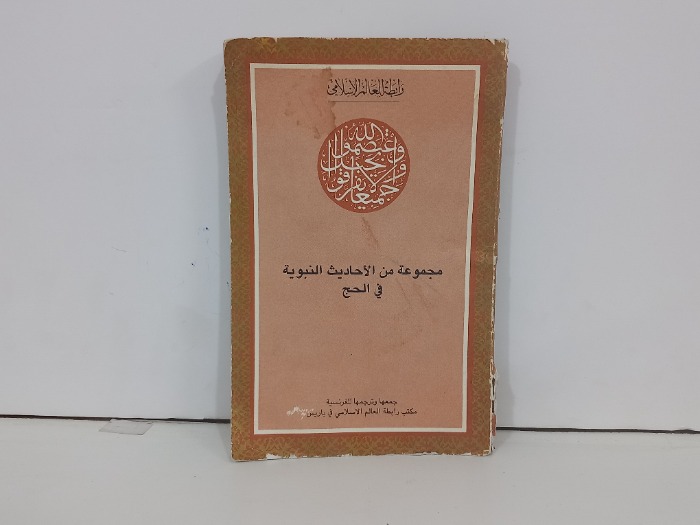 رابطة العالم الإسلامي
واعتصموا بحبل الله جميعا ولا تفرقوا
مجموعة من الأحاديث النبوية
في الحج
جمعها وترجمها للفرنسية
مكتب رابطة العالم الاسلامي في باريس